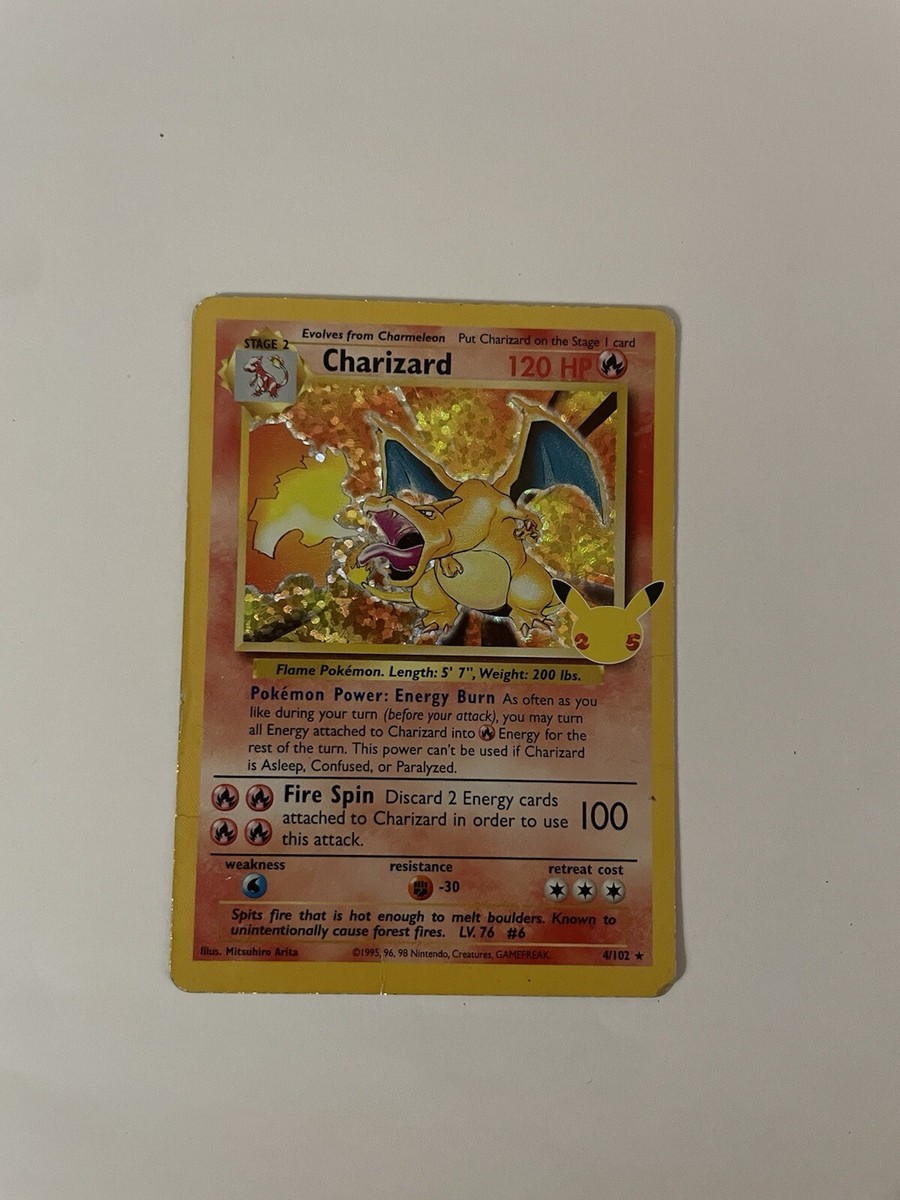 Evolves from Charmeleon Put Charizard on the Stage 1 card
STAGE 2
Charizard 120 HP
25
Flame Pokémon. Length: 5' 7", Weight: 200 lbs.
Pokémon Power: Energy Burn As often as you
like during your turn (before your attack), you may turn
all Energy attached to Charizard into Energy for the
rest of the turn. This power can't be used if Charizard
is Asleep, Confused, or Paralyzed.
Fire Spin Discard 2 Energy cards
attached to Charizard in order to use 100
this attack.
weakness resistance retreat cost
-30
Spits fire that is hot enough to melt boulders. Known to
unintentionally cause forest fires. LV. 76 #6
Illus. Mitsuhiro Arita ©1995, 96, 98 Nintendo, Creatures, GAMEFREAK. 4/102 ★